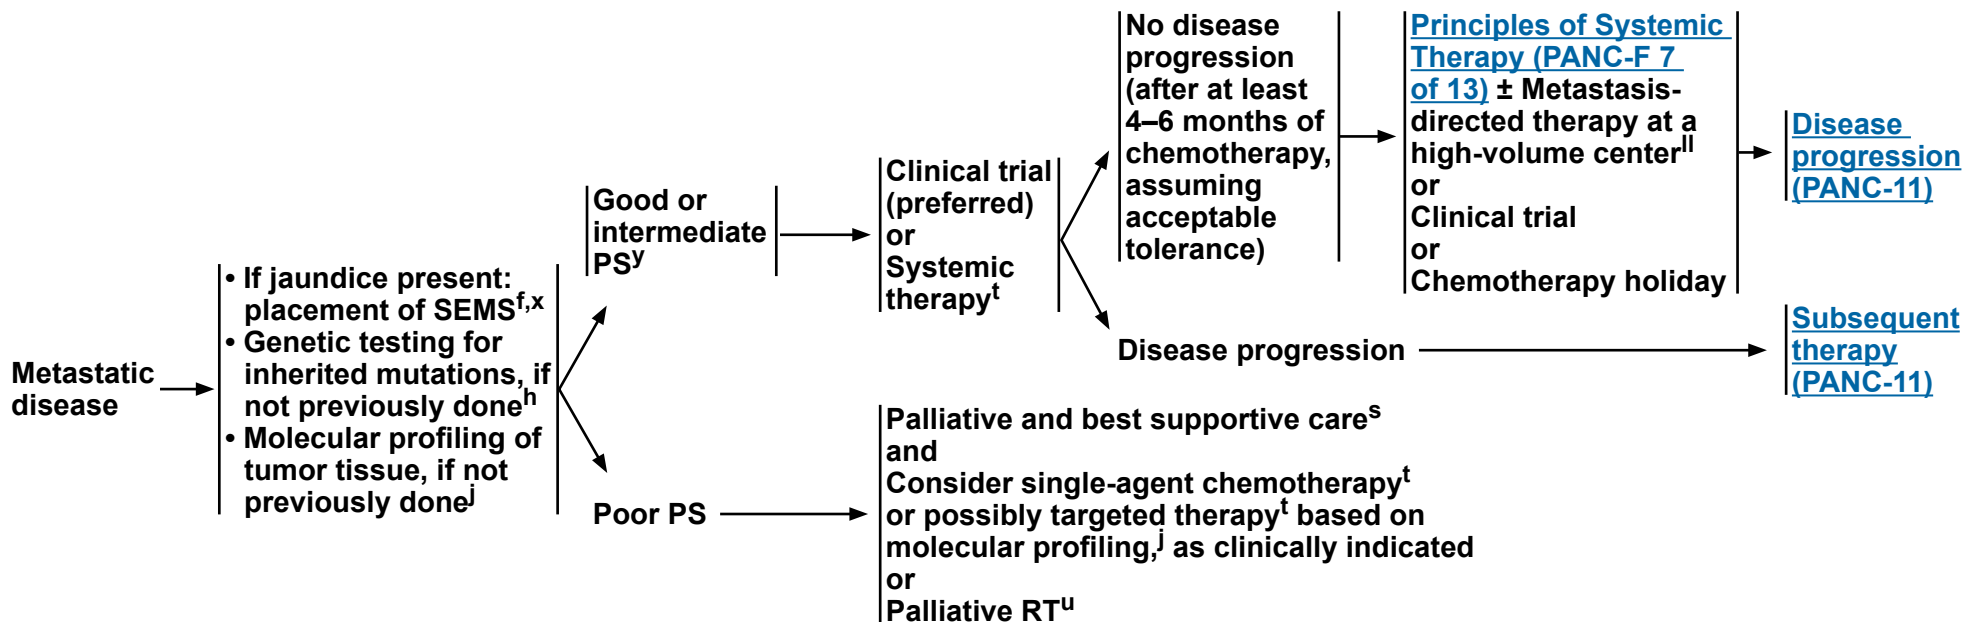 Metastatic
disease
• If jaundice present:
placement of SEMSf,x
• Genetic testing for
inherited mutations, if
not previously doneh
• Molecular profiling of
tumor tissue, if not
previously donej
Good or
intermediate
PSy
Clinical trial
(preferred)
or
Systemic
therapyt
No disease
progression
(after at least
4–6 months of
chemotherapy,
assuming
acceptable
tolerance)
Principles of Systemic
Therapy (PANC-F 7
of 13) ± Metastasis-
directed therapy at a
high-volume centerll
or
Clinical trial
or
Chemotherapy holiday
Disease
progression
(PANC-11)
Disease progression
Subsequent
therapy
(PANC-11)
Poor PS
Palliative and best supportive cares
and
Consider single-agent chemotherapyt
or possibly targeted therapyt based on
molecular profiling,j as clinically indicated
or
Palliative RTu